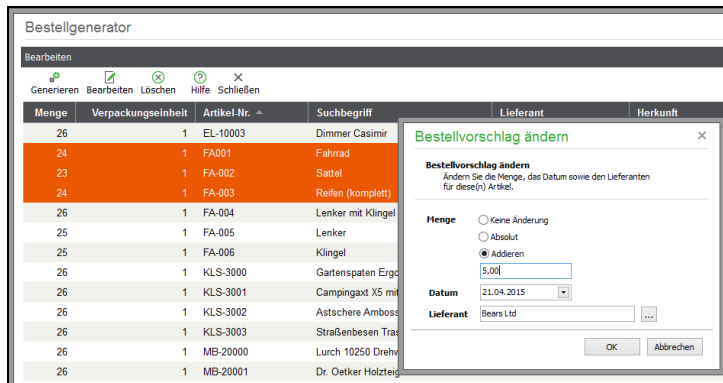 Bestellgenerator
Bearbeiten
Generieren Bearbeiten Löschen Hilfe Schließen
Menge Verpackungseinheit Artikel-Nr. Suchbegriff Lieferant Herkunft
26 1 EL-10003 Dimmer Casimir
24 1 FA001 Fahrrad
23 1 FA-002 Sattel
24 1 FA-003 Reifen (komplett)
26 1 FA-004 Lenker mit Klingel
25 1 FA-005 Lenker
25 1 FA-006 Klingel
26 1 KLS-3000 Gartenspaten Ergo
26 1 KLS-3001 Campingaxt X5 mit
26 1 KLS-3002 Astschere Amboss
26 1 KLS-3003 Straßenbesen Tras
26 1 MB-20000 Lurch 10250 Drehw
26 1 MB-20001 Dr. Oetker Holzteig
Bestellvorschlag ändern
Bestellvorschlag ändern
Ändern Sie die Menge, das Datum sowie den Lieferanten
für diese(n) Artikel.
Menge Keine Änderung
Absolut
Addieren
5,00
Datum 21.04.2015
Lieferant Bears Ltd ...
OK Abbrechen